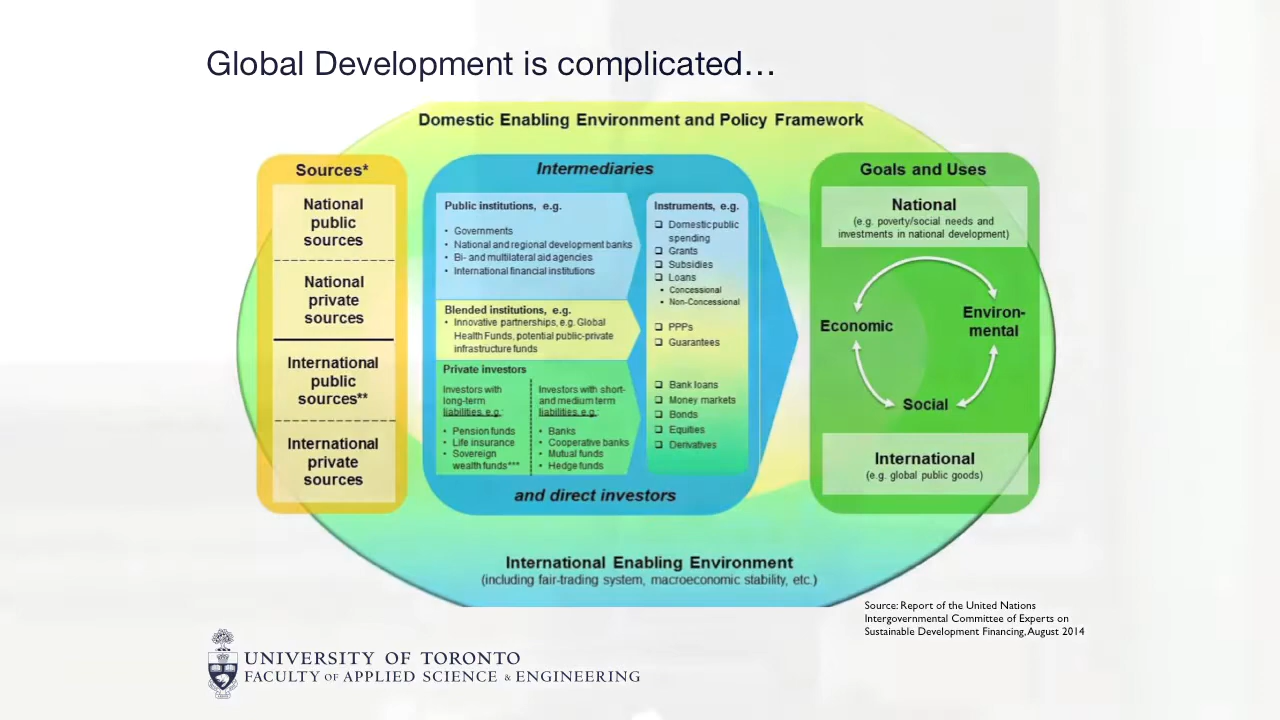 Global Development is complicated…
Domestic Enabling Environment and Policy Framework
Sources*
National
public
sources
National
private
sources
International
public
sources**
International
private
sources
Intermediaries
Public institutions, e.g.
• Governments
• National and regional development banks
• Bi- and multilateral aid agencies
• International financial institutions
Blended institutions, e.g.
• Innovative partnerships, e.g. Global
Health Funds, potential public-private
infrastructure funds
Private investors
Investors with
long-term
liabilities, e.g.:
• Pension funds
• Life insurance
• Sovereign
wealth funds***
Investors with short-
and medium term
liabilities, e.g.:
• Banks
• Cooperative banks
• Mutual funds
• Hedge funds
Instruments, e.g.
❑ Domestic public
spending
❑ Grants
❑ Subsidies
❑ Loans
• Concessional
• Non-Concessional
❑ PPPs
❑ Guarantees
❑ Bank loans
❑ Money markets
❑ Bonds
❑ Equities
❑ Derivatives
and direct investors
Goals and Uses
National
(e.g. poverty/social needs and
investments in national development)
Economic
Environ-
mental
Social
International
(e.g. global public goods)
International Enabling Environment
(including fair-trading system, macroeconomic stability, etc.)
Source: Report of the United Nations
Intergovernmental Committee of Experts on
Sustainable Development Financing, August 2014
UNIVERSITY OF TORONTO
FACULTY OF APPLIED SCIENCE & ENGINEERING